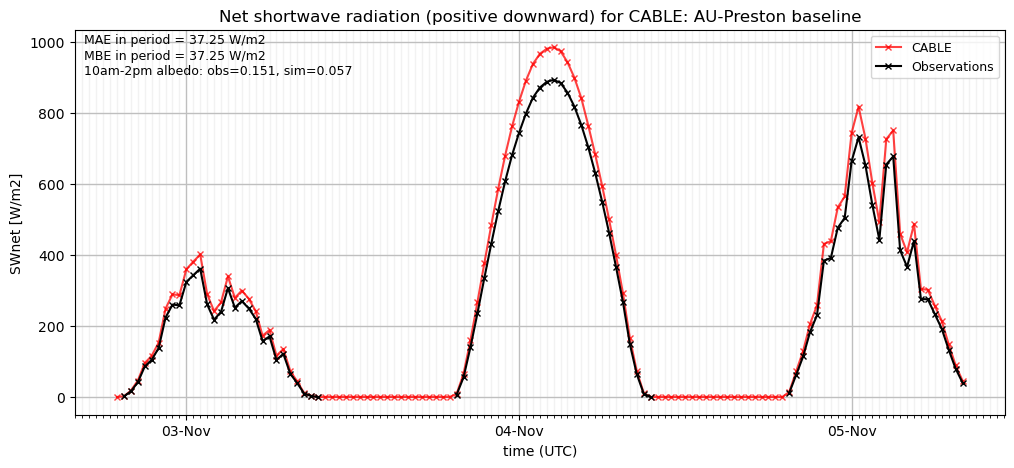 Net shortwave radiation (positive downward) for CABLE: AU-Preston baseline
MAE in period = 37.25 W/m2
MBE in period = 37.25 W/m2
10am-2pm albedo: obs=0.151, sim=0.057
CABLE
Observations
SWnet [W/m2]
1000
800
600
400
200
0
03-Nov
04-Nov
05-Nov
time (UTC)